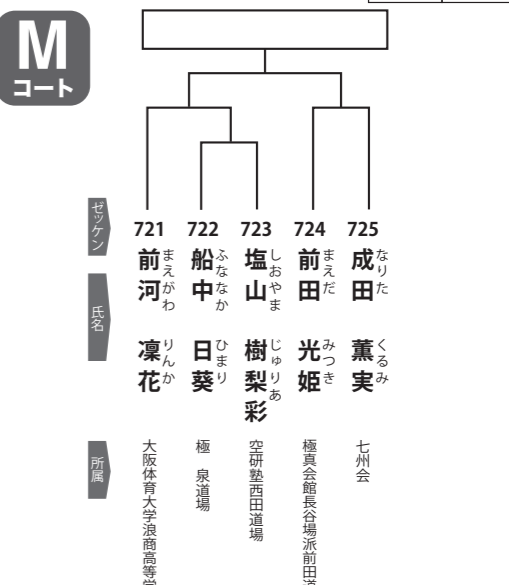 M
コート
ゼッケン
721 722 723 724 725
氏名
前河 凜花
まえがわ りんか
船中 日葵
ふななか ひまり
塩山 樹梨彩
しおやま じゅりあ
前田 光姫
まえだ みつき
成田 薫実
なりた くるみ
所属
大阪体育大学浪商高等学
極 泉道場
空研塾西田道場
極真会館長谷場派前田道
七州会